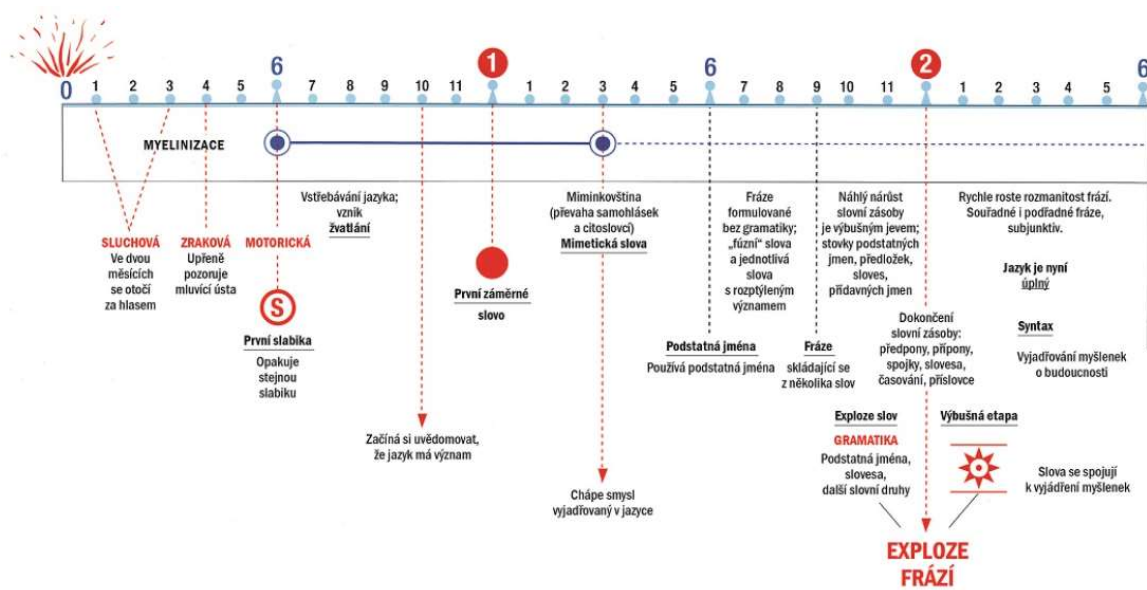 0 1 2 3 4 5 6 7 8 9 10 11 1 1 2 3 4 5 6 7 8 9 10 11 2 1 2 3 4 5 6
MYELINIZACE
SLUCHOVÁ
Ve dvou
měsících
se otočí
za hlasem
ZRAKOVÁ
Upřeně
pozoruje
mluvící ústa
MOTORICKÁ
S
První slabika
Opakuje
stejnou
slabiku
Vstřebávání jazyka;
vznik
žvatlání
Začíná si uvědomovat,
že jazyk má význam
První záměrné
slovo
Miminkovština
(převaha samohlásek
a citoslovcí)
Mimetická slova
Chápe smysl
vyjadřovaný v jazyce
Podstatná jména
Používá podstatná jména
Fráze
formulované
bez gramatiky;
„fúzní“ slova
a jednotlivá
slova
s rozptýleným
významem
Fráze
skládající se
z několika slov
Náhlý nárůst
slovní zásoby
je výbušným jevem;
stovky podstatných
jmen, předložek,
sloves,
přídavných jmen
Dokončení
slovní zásoby:
předpony, přípony,
spojky, slovesa,
časování, příslovce
Exploze slov
GRAMATIKA
Podstatná jména,
slovesa,
další slovní druhy
Výbušná etapa
EXPLOZE
FRÁZÍ
Rychle roste rozmanitost frází.
Souřadné i podřadné fráze,
subjunktiv.
Jazyk je nyní
úplný
Syntax
Vyjadřování myšlenek
o budoucnosti
Slova se spojují
k vyjádření myšlenek